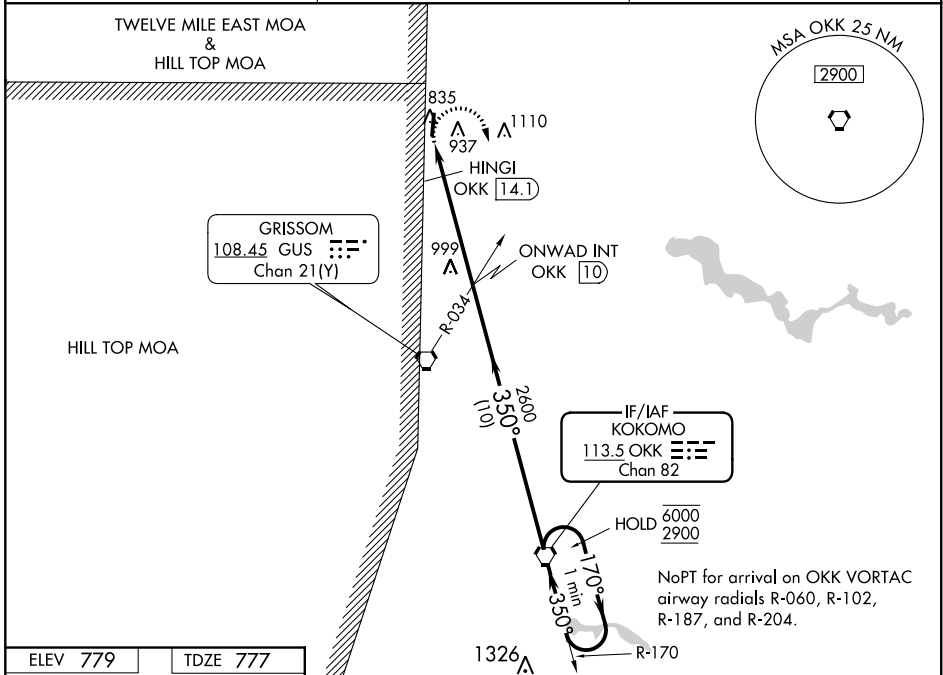 TWELVE MILE EAST MOA
&
HILL TOP MOA
MSA OKK 25 NM
2900
835
937
1110
HINGI
OKK 14.1
GRISSOM
108.45 GUS
Chan 21(Y)
999
ONWAD INT
OKK 10
R-034
HILL TOP MOA
2600
350°
(10)
IF/IAF
KOKOMO
113.5 OKK
Chan 82
HOLD 6000
2900
170°
1 min
350°
NoPT for arrival on OKK VORTAC
airway radials R-060, R-102,
R-187, and R-204.
R-170
1326
ELEV 779
TDZE 777